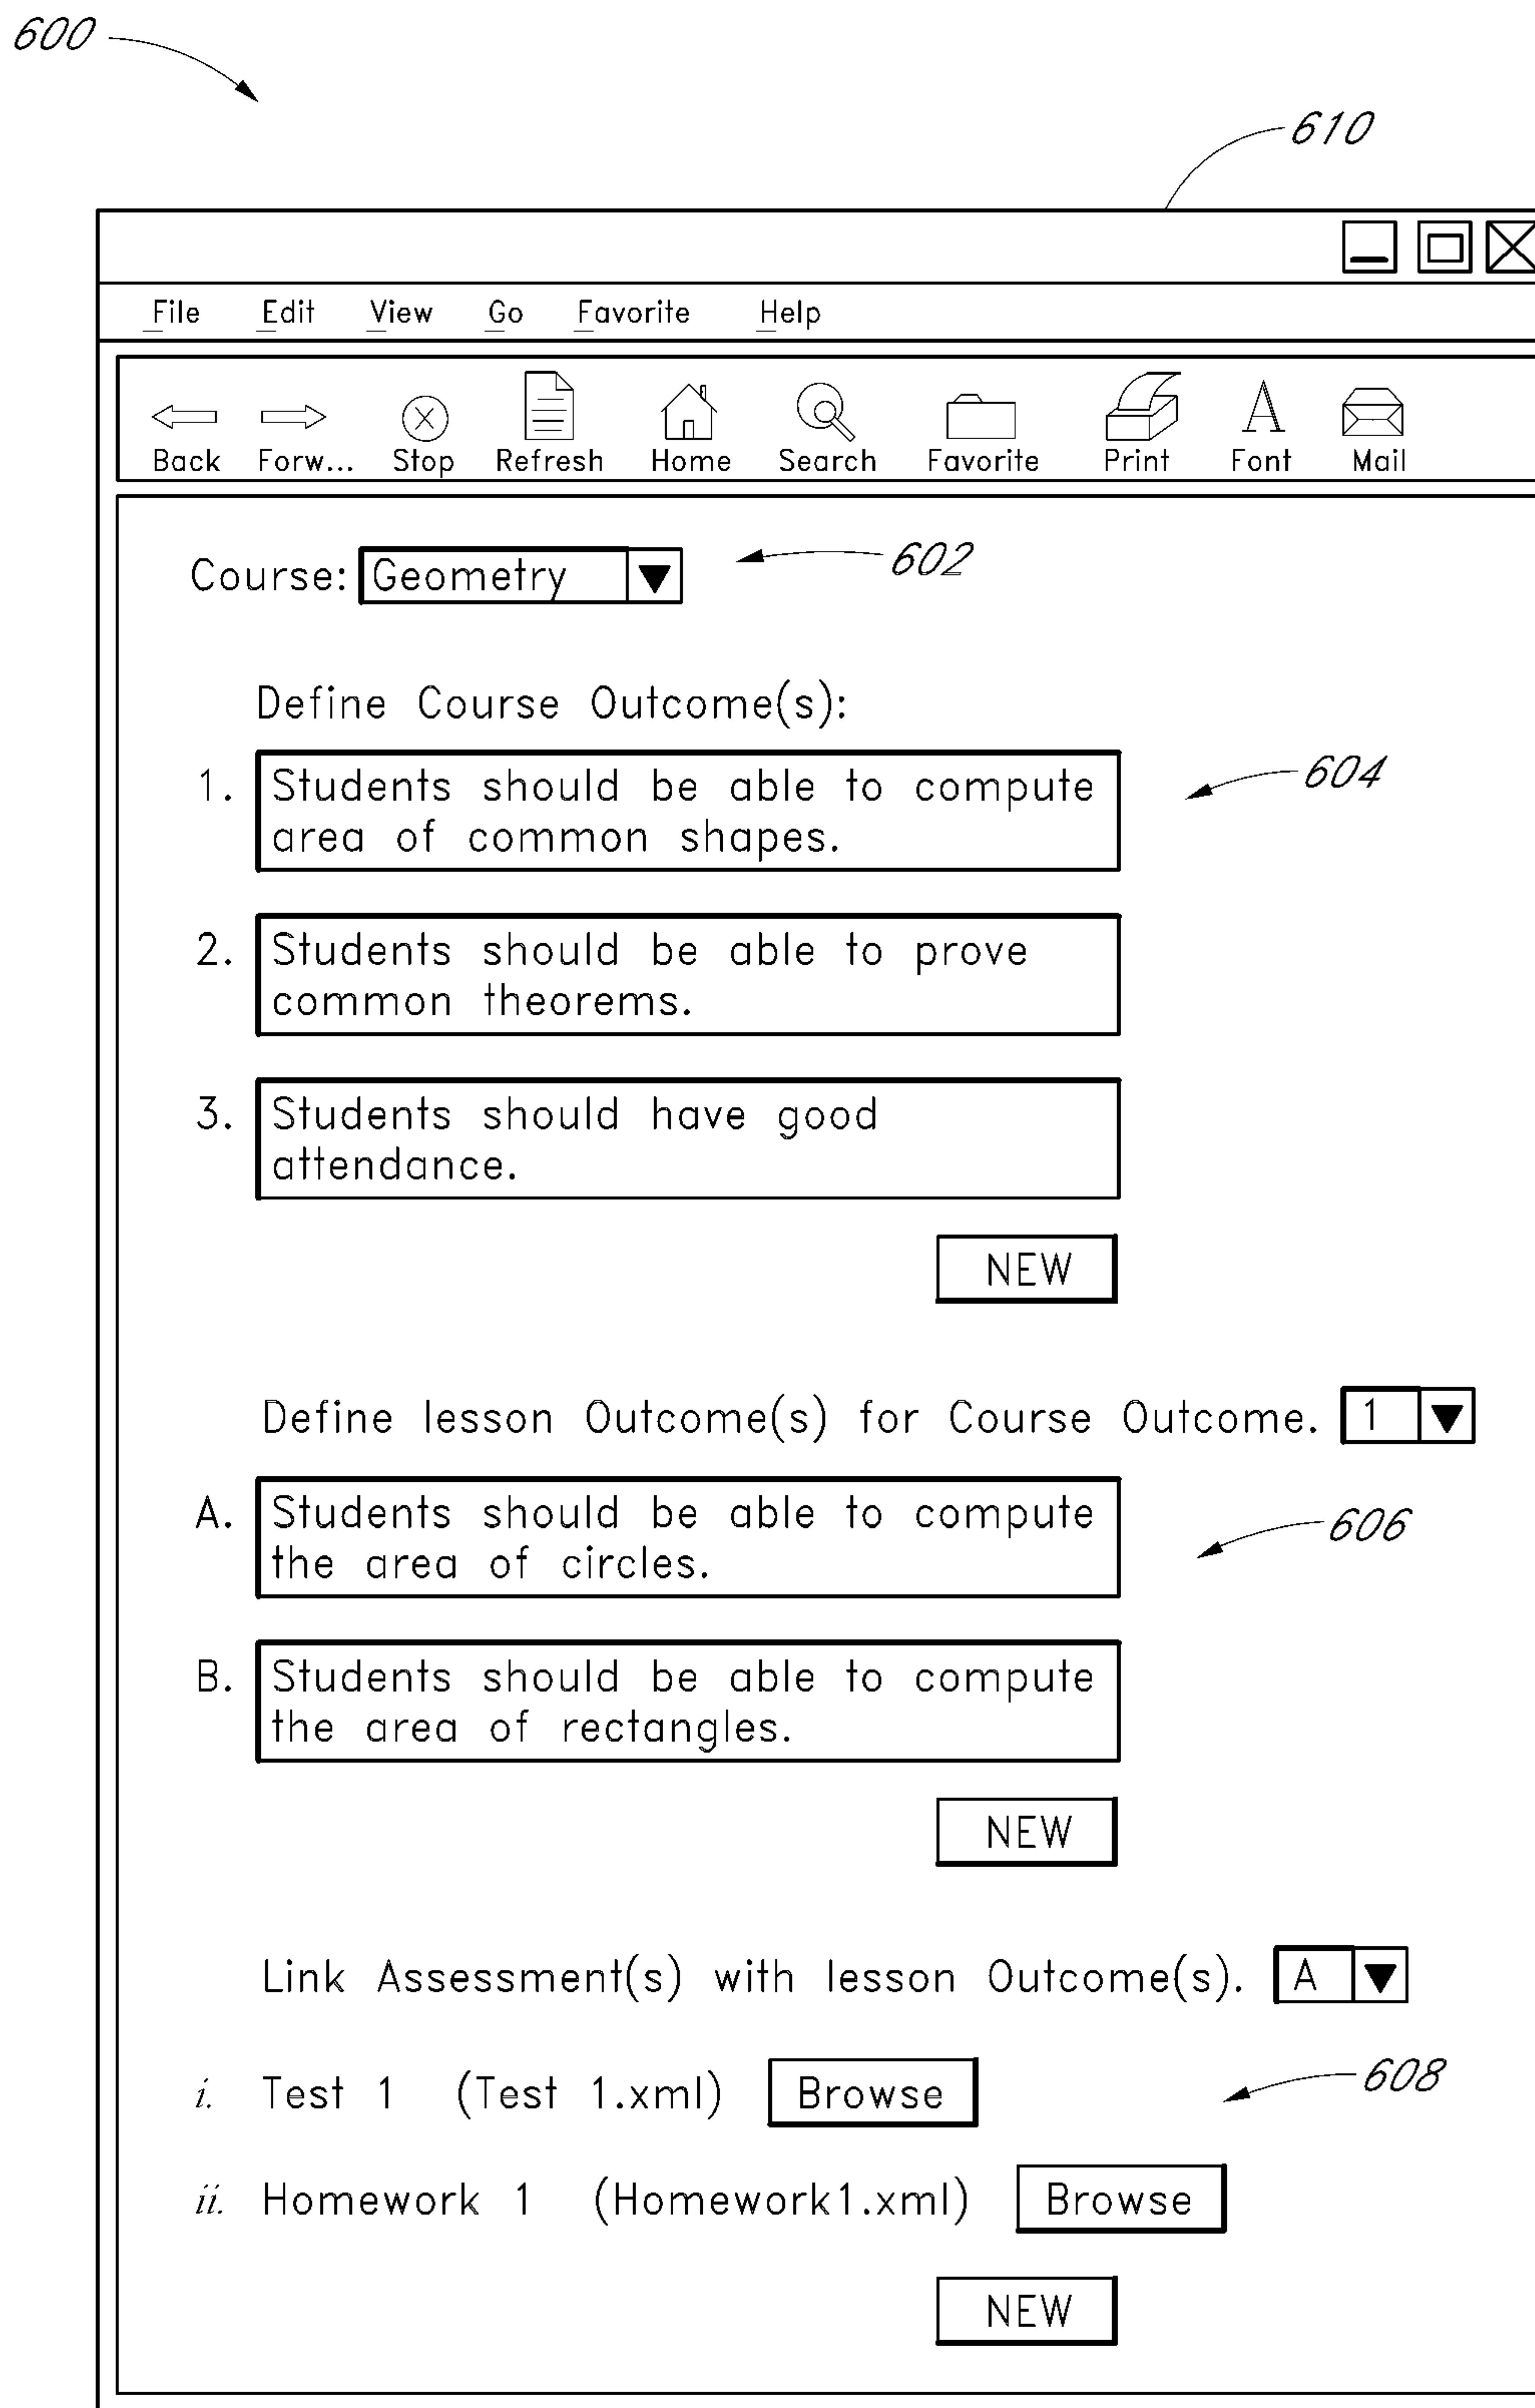 600
610
File Edit View Go Favorite Help
Back Forw... Stop Refresh Home Search Favorite Print Font Mail
Course: Geometry 602
Define Course Outcome(s):
1. Students should be able to compute 604
area of common shapes.
2. Students should be able to prove
common theorems.
3. Students should have good
attendance.
NEW
Define lesson Outcome(s) for Course Outcome. 1
A. Students should be able to compute 606
the area of circles.
B. Students should be able to compute
the area of rectangles.
NEW
Link Assessment(s) with lesson Outcome(s). A
i. Test 1 (Test 1.xml) Browse 608
ii. Homework 1 (Homework1.xml) Browse
NEW